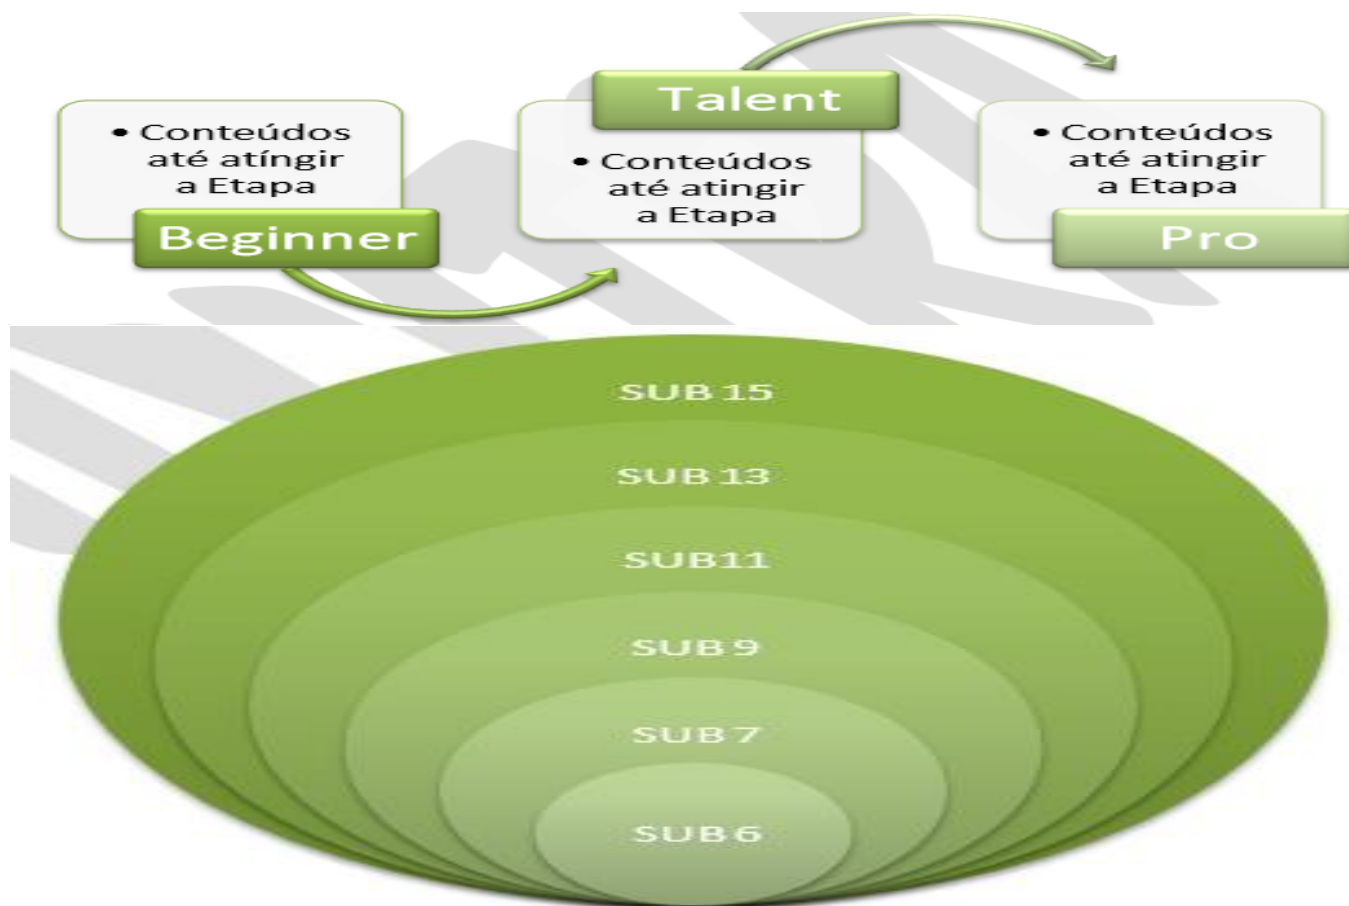 Talent
• Conteúdos
até atíngir
a Etapa
Beginner
• Conteúdos
até atingir
a Etapa
• Conteúdos
até atingir
a Etapa
Pro
SUB 15
SUB 13
SUB11
SUB 9
SUB 7
SUB 6